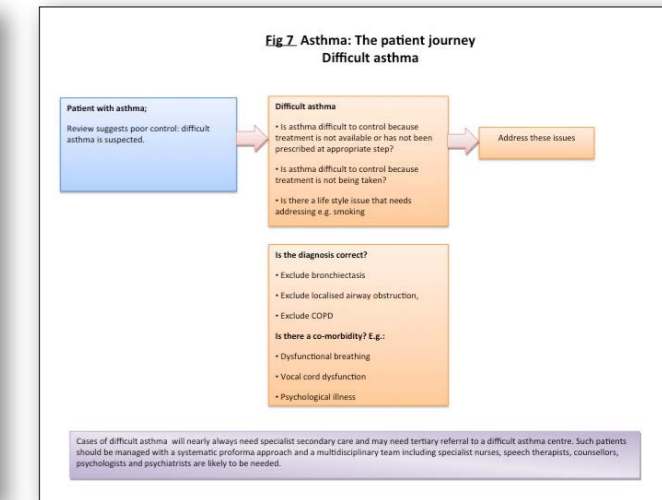 Fig 7 Asthma: The patient journey
Difficult asthma
Patient with asthma;
Review suggests poor control: difficult
asthma is suspected.
Difficult asthma
• Is asthma difficult to control because
treatment is not available or has not been
prescribed at appropriate step?
• Is asthma difficult to control because
treatment is not being taken?
• Is there a life style issue that needs
addressing e.g. smoking
Address these issues
Is the diagnosis correct?
• Exclude bronchiectasis
• Exclude localised airway obstruction,
• Exclude COPD
Is there a co-morbidity? E.g.:
• Dysfunctional breathing
• Vocal cord dysfunction
• Psychological illness
Cases of difficult asthma will nearly always need specialist secondary care and may need tertiary referral to a difficult asthma centre. Such patients
should be managed with a systematic proforma approach and a multidisciplinary team including specialist nurses, speech therapists, counsellors,
psychologists and psychiatrists are likely to be needed.